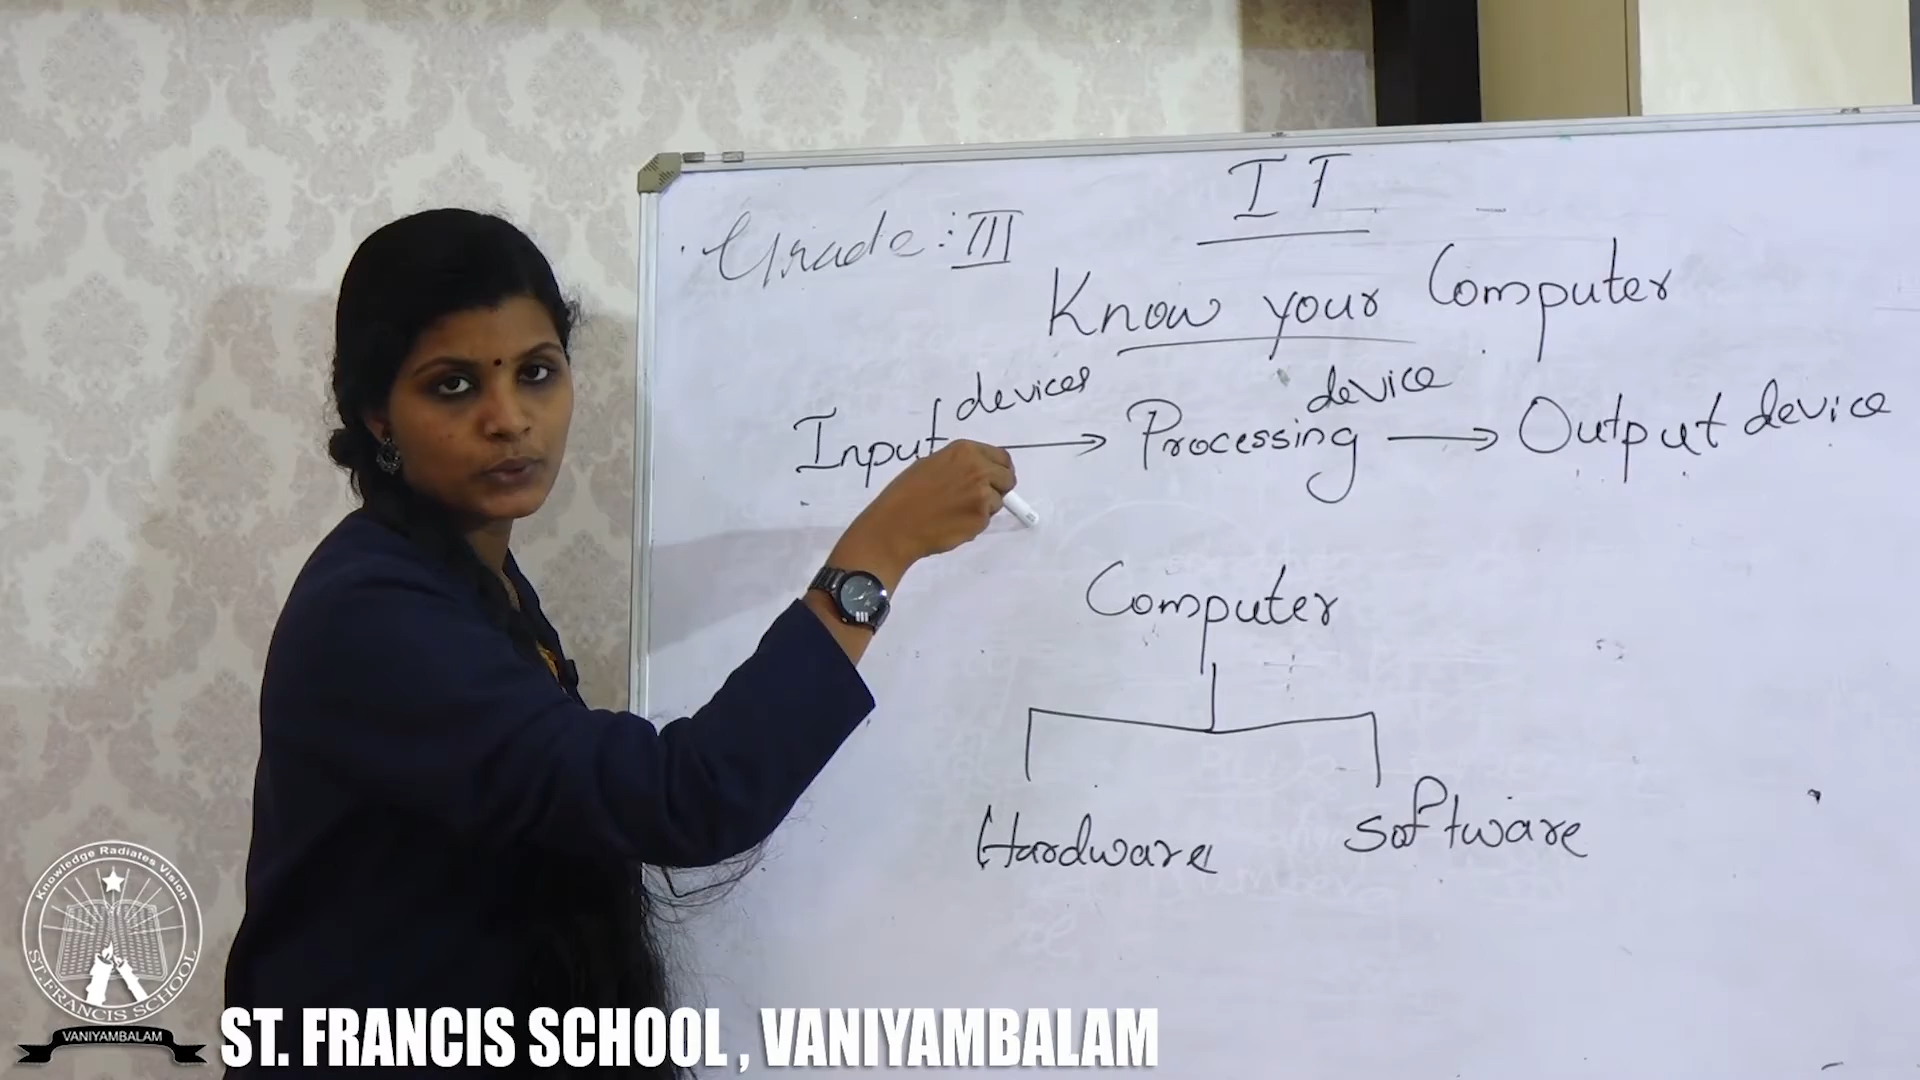 IT
Grade: III
Know your Computer
Input devices → Processing device → Output device
Computer
Hardware
Software
Knowledge Radiates Vision
ST. FRANCIS SCHOOL
VANIYAMBALAM
ST. FRANCIS SCHOOL, VANIYAMBALAM